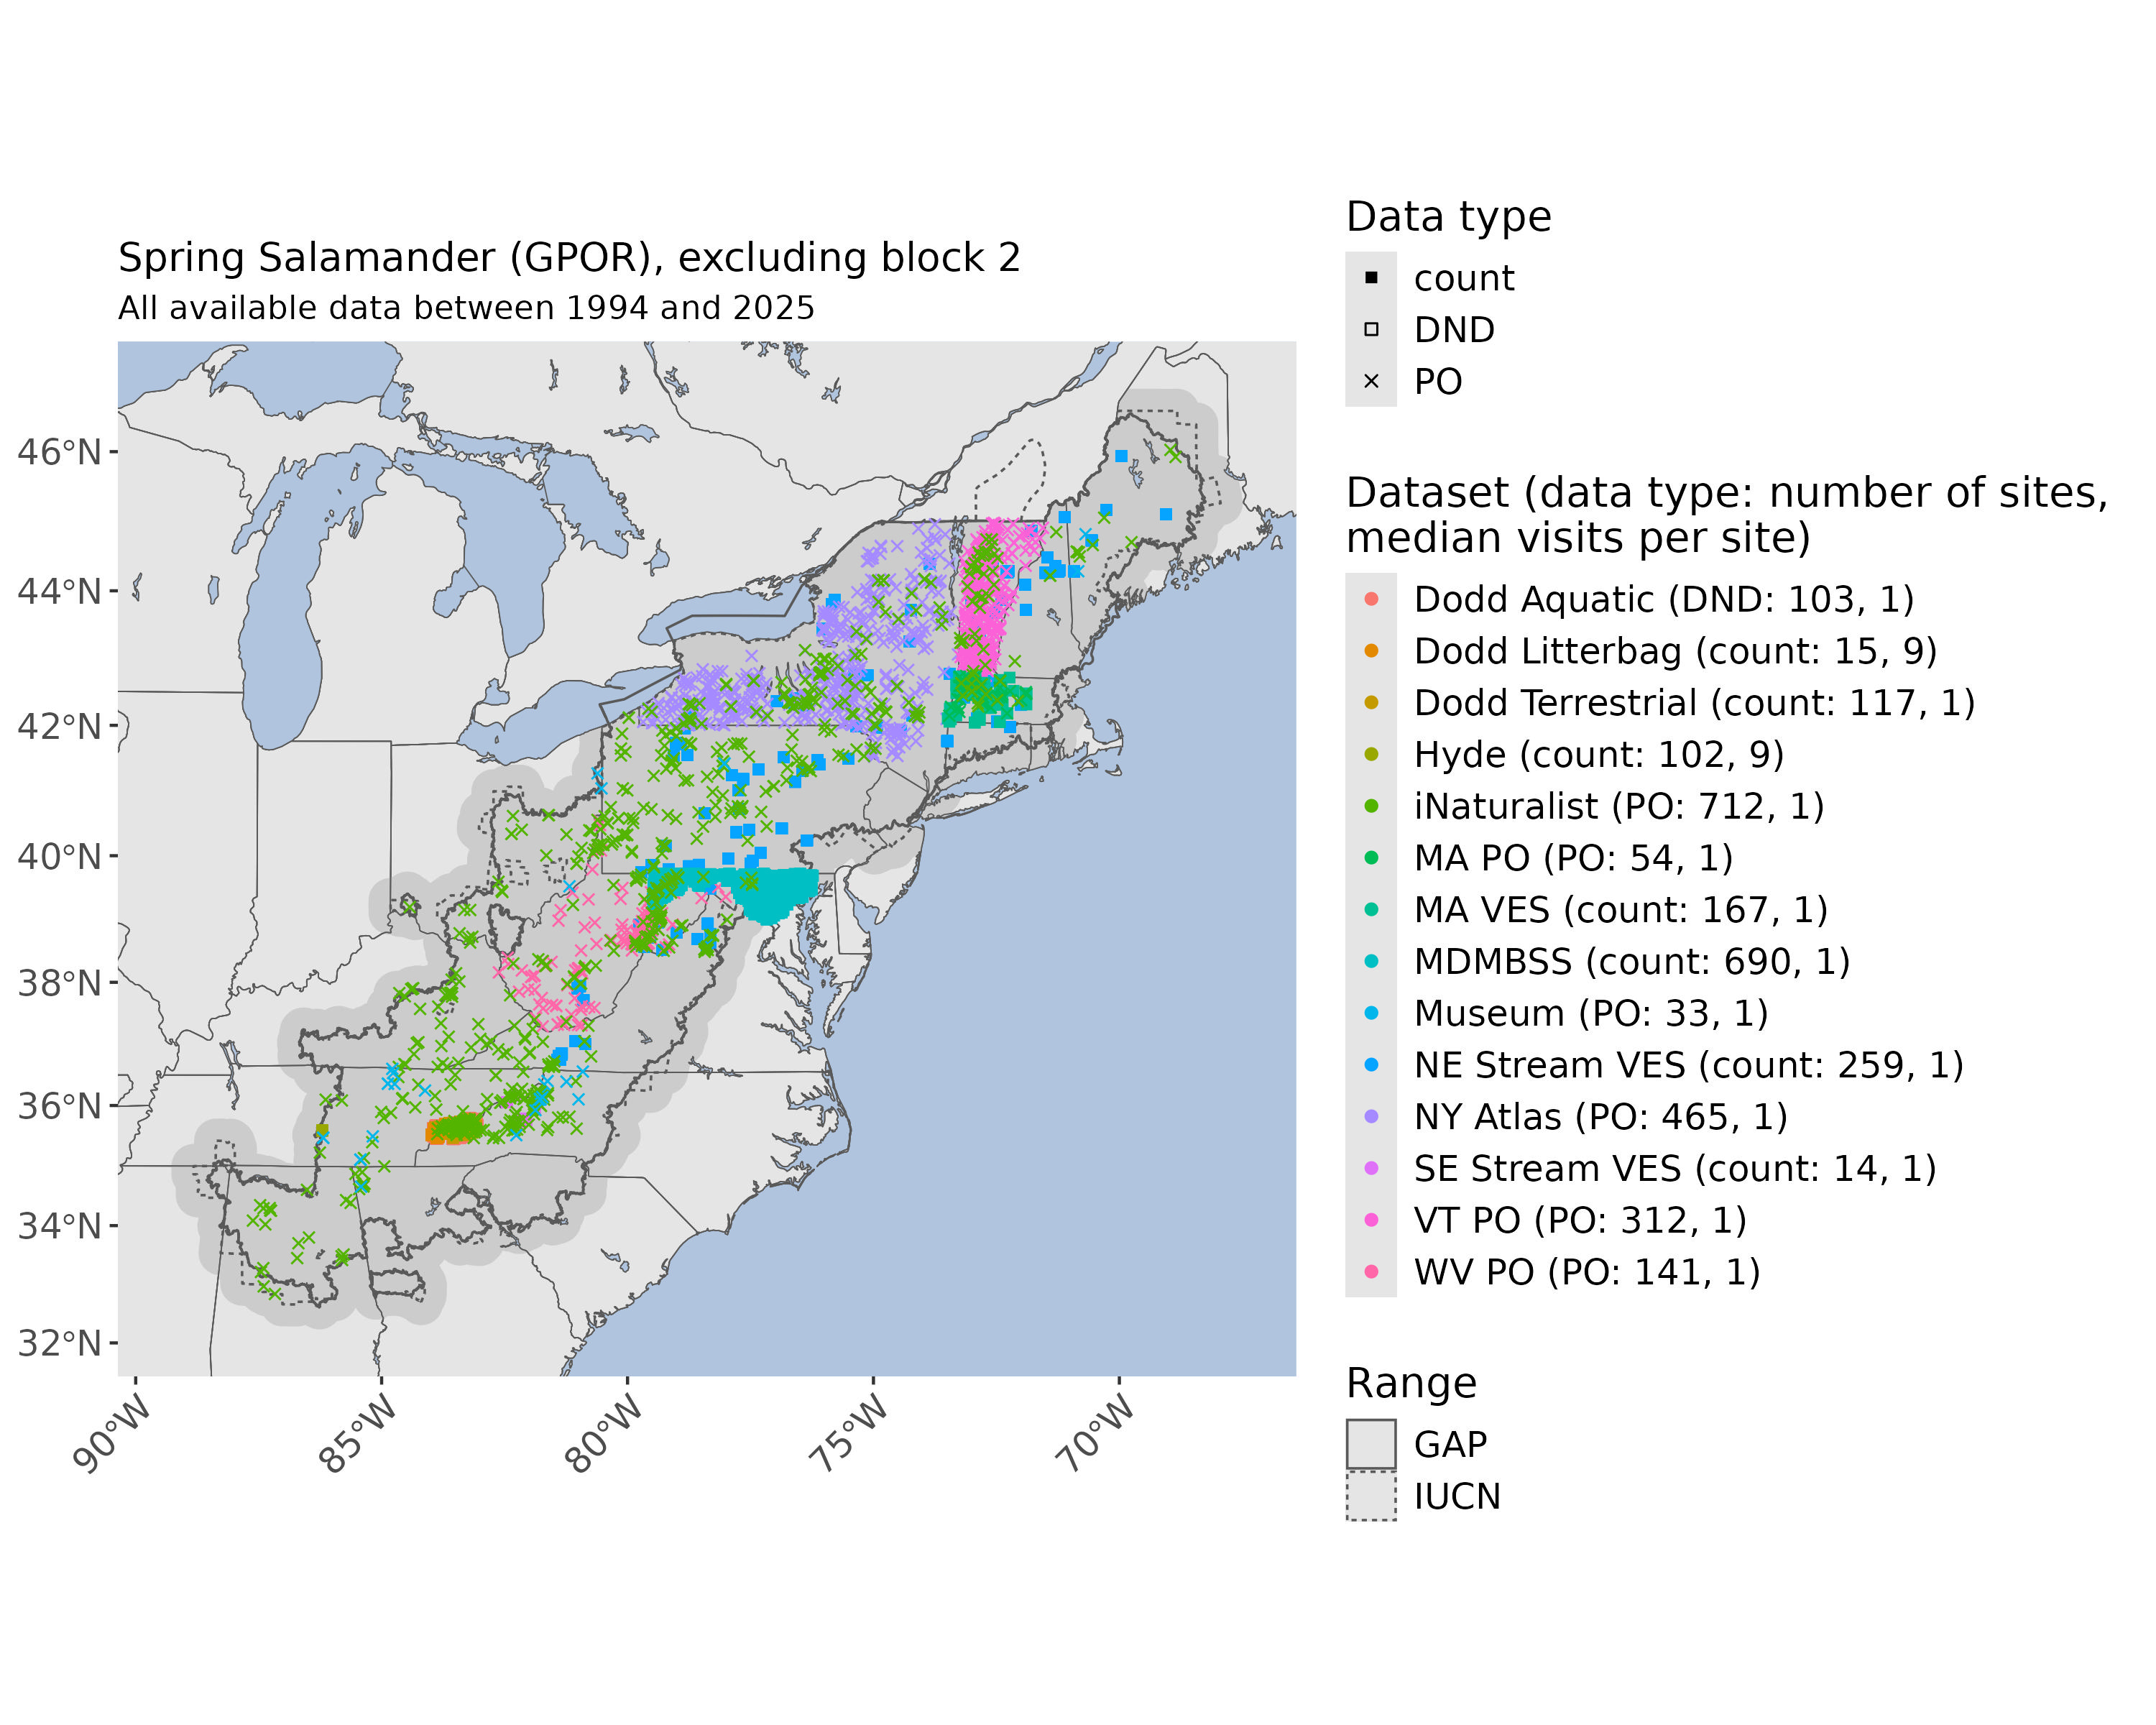 Spring Salamander (GPOR), excluding block 2
All available data between 1994 and 2025
46°N
44°N
42°N
40°N
38°N
36°N
34°N
32°N
90°W
85°W
80°W
75°W
70°W
Data type
count
DND
PO
Dataset (data type: number of sites,
median visits per site)
Dodd Aquatic (DND: 103, 1)
Dodd Litterbag (count: 15, 9)
Dodd Terrestrial (count: 117, 1)
Hyde (count: 102, 9)
iNaturalist (PO: 712, 1)
MA PO (PO: 54, 1)
MA VES (count: 167, 1)
MDMBSS (count: 690, 1)
Museum (PO: 33, 1)
NE Stream VES (count: 259, 1)
NY Atlas (PO: 465, 1)
SE Stream VES (count: 14, 1)
VT PO (PO: 312, 1)
WV PO (PO: 141, 1)
Range
GAP
IUCN